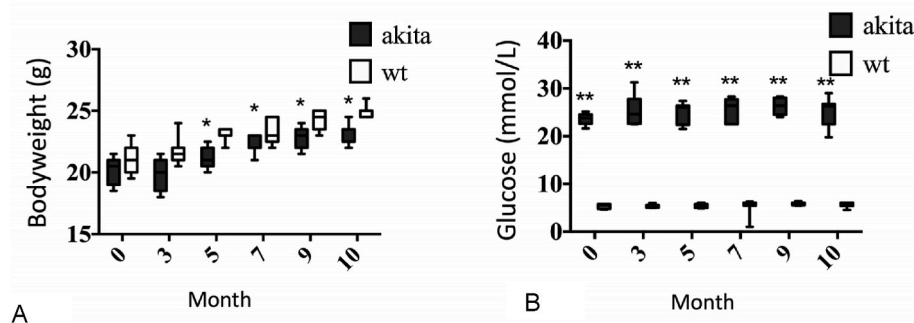 akita
wt
Bodyweight (g)
30
25
20
15
* * * *
0 3 5 7 9 10
Month
A
akita
wt
Glucose (mmol/L)
40
30
20
10
0
** ** ** ** ** **
0 3 5 7 9 10
Month
B